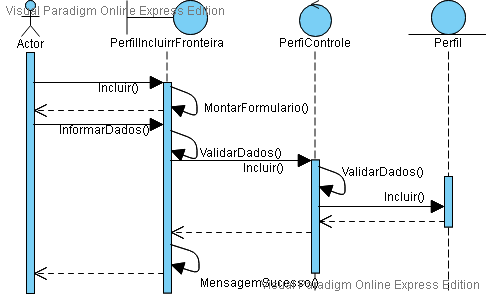 Visual Paradigm Online Express Edition
Actor
PerfilIncluirrFronteira
PerfiControle
Perfil
Incluir()
MontarFormulario()
InformarDados()
ValidarDados()
Incluir()
ValidarDados()
Incluir()
MensagemSucesso()
Visual Paradigm Online Express Edition